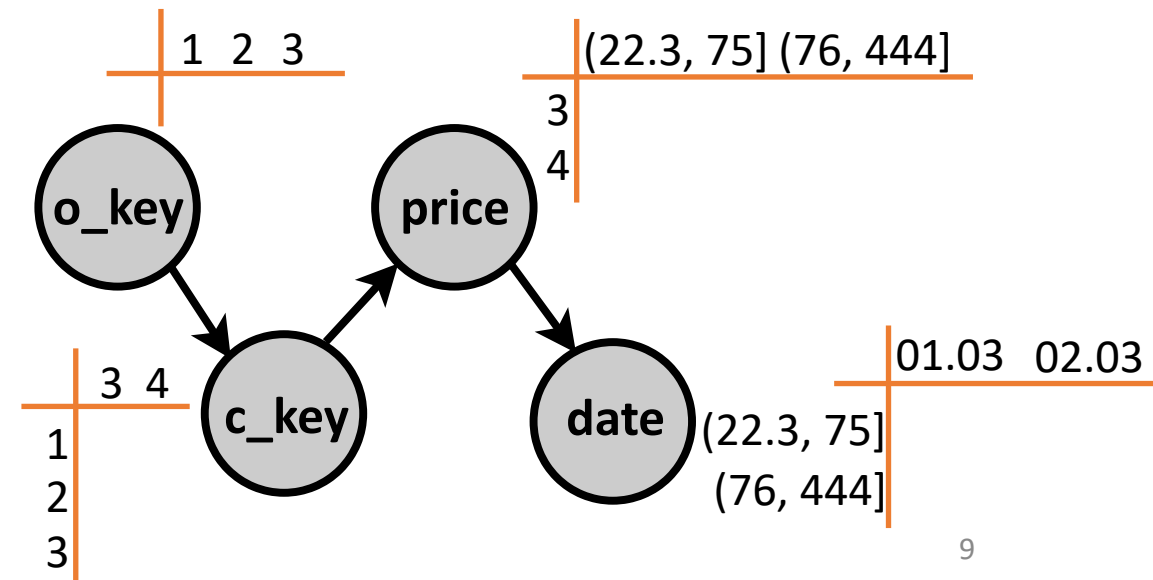 1 2 3
(22.3, 75] (76, 444]
3
4
o_key
price
3 4
1
2
3
c_key
date
01.03 02.03
(22.3, 75]
(76, 444]
9